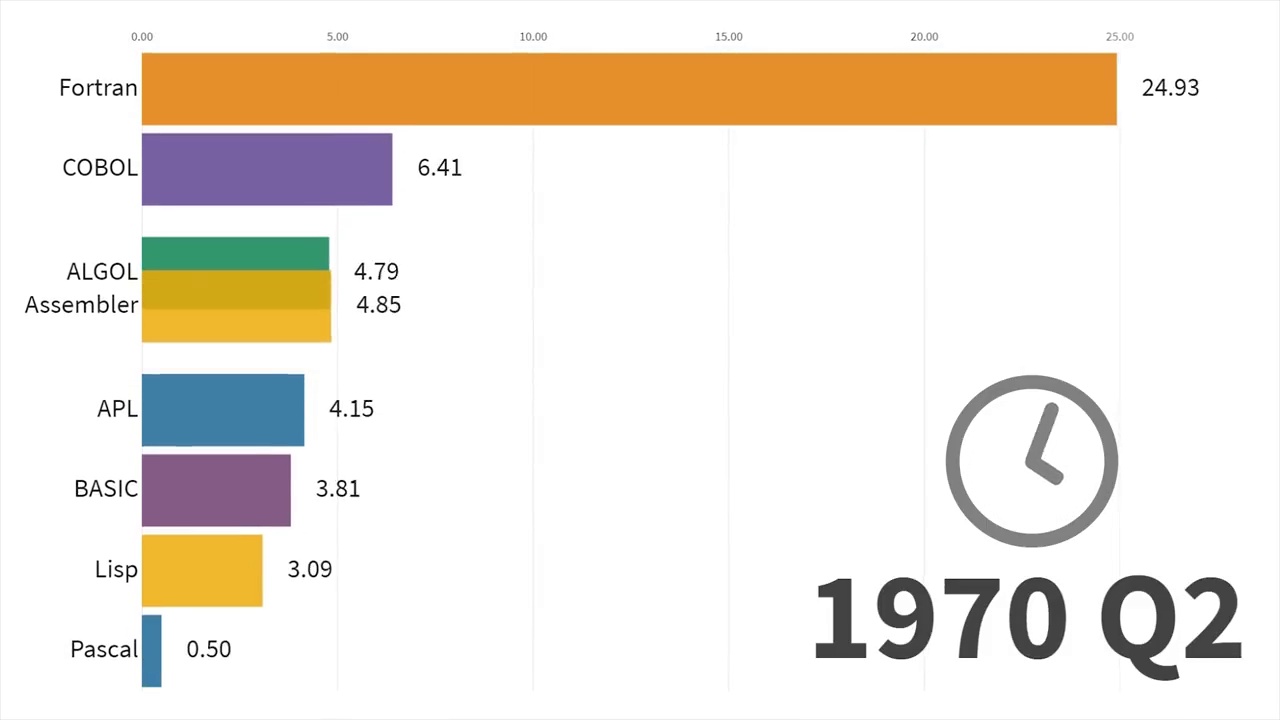 0.00 5.00 10.00 15.00 20.00 25.00
Fortran 24.93
COBOL 6.41
ALGOL 4.79
Assembler 4.85
APL 4.15
BASIC 3.81
Lisp 3.09
Pascal 0.50
1970 Q2